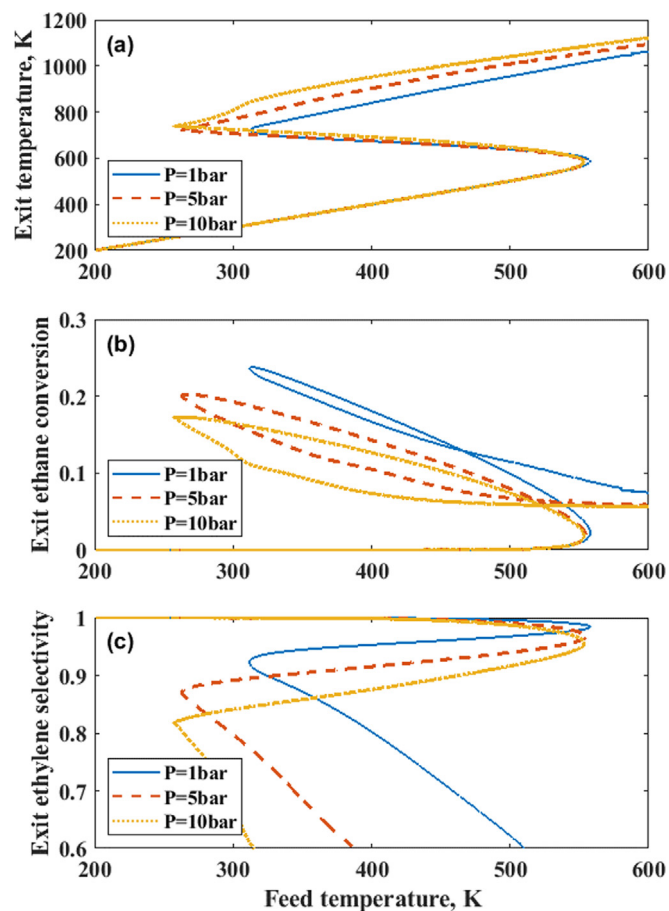 (a)
Exit temperature, K
1200
1000
800
600
400
200
P=1bar
P=5bar
P=10bar
200 300 400 500 600
(b)
Exit ethane conversion
0.3
0.2
0.1
0
P=1bar
P=5bar
P=10bar
200 300 400 500 600
(c)
Exit ethylene selectivity
1
0.9
0.8
0.7
0.6
P=1bar
P=5bar
P=10bar
200 300 400 500 600
Feed temperature, K